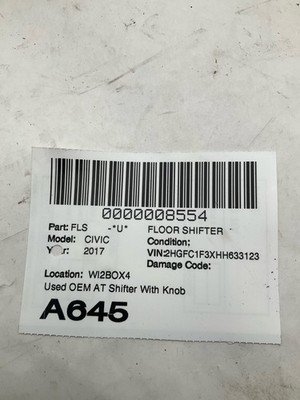 0000008554
Part: FLS -*U* FLOOR SHIFTER
Model: CIVIC Condition:
Year: 2017 VIN:2HGFC1F3XHH633123
Damage Code:
Location: WI2BOX4
Used OEM AT Shifter With Knob
A645